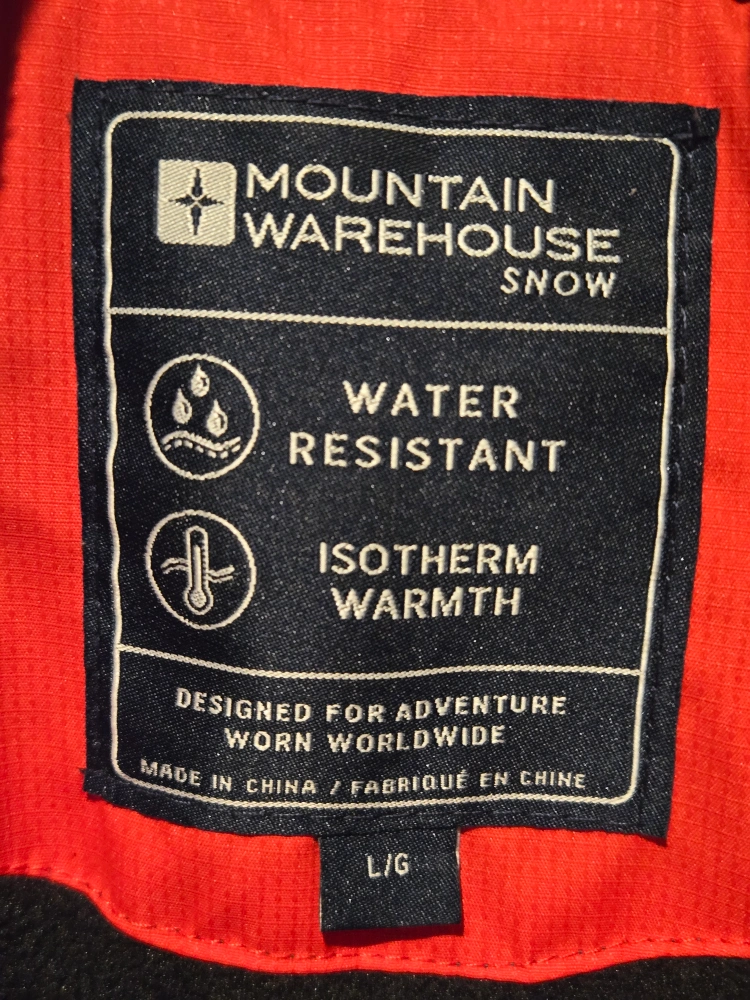 MOUNTAIN
WAREHOUSE
SNOW
WATER
RESISTANT
ISOTHERM
WARMTH
DESIGNED FOR ADVENTURE
WORN WORLDWIDE
MADE IN CHINA / FABRIQUÉ EN CHINE
L/G